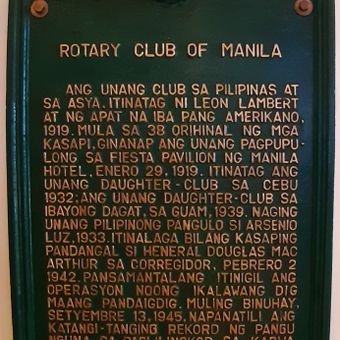 ROTARY CLUB OF MANILA
ANG UNANG CLUB SA PILIPINAS AT
SA ASYA. ITINATAG NI LEON LAMBERT
AT NG APAT NA IBA PANG AMERIKANO,
1919. MULA SA 38 ORIHINAL NG MGA
KASAPI, GINANAP ANG UNANG PAGPUPU-
LONG SA FIESTA PAVILION NG MANILA
HOTEL, ENERO 29, 1919. ITINATAG ANG
UNANG DAUGHTER-CLUB SA CEBU
1932; ANG UNANG DAUGHTER-CLUB SA
IBAYONG DAGAT, SA GUAM, 1939. NAGING
UNANG PILIPINONG PANGULO SI ARSENIO
LUZ, 1933. ITINALAGA BILANG KASAPING
PANDANGAL SI HENERAL DOUGLAS MAC
ARTHUR SA CORREGIDOR, PEBRERO 2
1942. PANSAMANTALANG ITINIGIL ANG
OPERASYON NOONG IKALAWANG DIG
MAANG PANDAIGDIG. MULING BINUHAY,
SETYEMBRE 13, 1945. NAPANATILI ANG
KATANGI-TANGING REKORD NG PANGU
NGUNA SA PAGLILINGKOD SA KAPWA